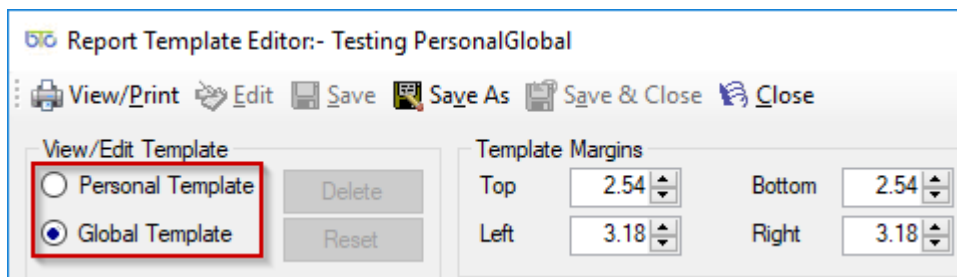 bTc Report Template Editor:- Testing PersonalGlobal
View/Print Edit Save Save As Save & Close Close
View/Edit Template Template Margins
Personal Template Delete Top 2.54 Bottom 2.54
Global Template Reset Left 3.18 Right 3.18